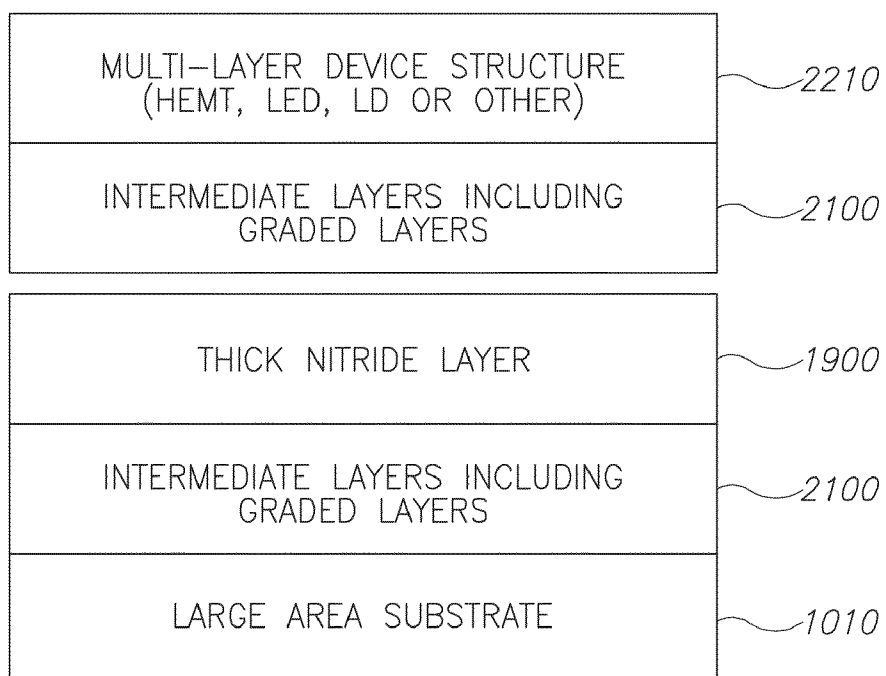 MULTI-LAYER DEVICE STRUCTURE
(HEMT, LED, LD OR OTHER)
2210
INTERMEDIATE LAYERS INCLUDING
GRADED LAYERS
2100
THICK NITRIDE LAYER
1900
INTERMEDIATE LAYERS INCLUDING
GRADED LAYERS
2100
LARGE AREA SUBSTRATE
1010